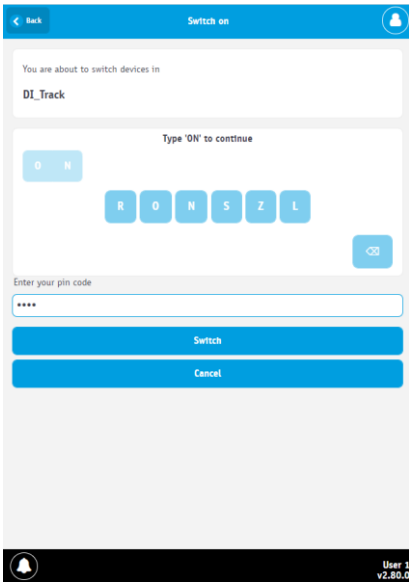 Back Switch on
You are about to switch devices in
DI_Track
Type 'ON' to continue
O N
R O N S Z L
Enter your pin code
••••
Switch
Cancel
User 1
v2.80.0